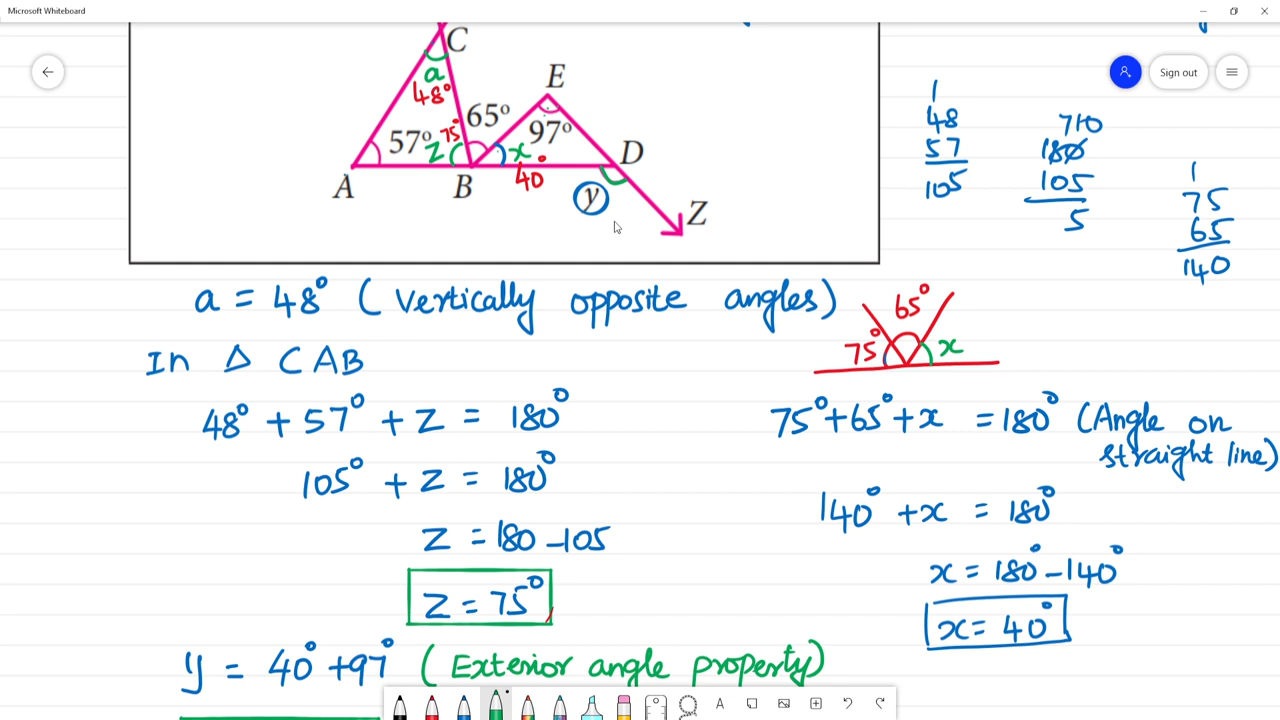 Microsoft Whiteboard
Sign out
C
a
48°
E
65°
57°
75°
z
x
97°
40°
D
A
B
y
Z
1
48
57
105
710
180
105
5
1
75
65
140
a = 48° (Vertically opposite angles)
In Δ CAB
48° + 57° + z = 180°
105° + z = 180°
z = 180 - 105
z = 75°
65°
75°
x
75° + 65° + x = 180° (Angle on
straight line)
140° + x = 180°
x = 180° - 140°
x = 40°
y = 40° + 97° (Exterior angle property)
A